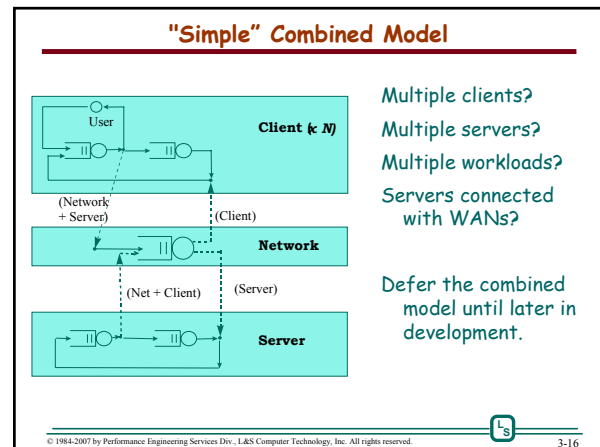 "Simple” Combined Model
User
Client (x N)
(Network
+ Server)
(Client)
Network
(Net + Client)
(Server)
Server
Multiple clients?
Multiple servers?
Multiple workloads?
Servers connected
with WANs?
Defer the combined
model until later in
development.
L
S
© 1984-2007 by Performance Engineering Services Div., L&S Computer Technology, Inc. All rights reserved.
3-16